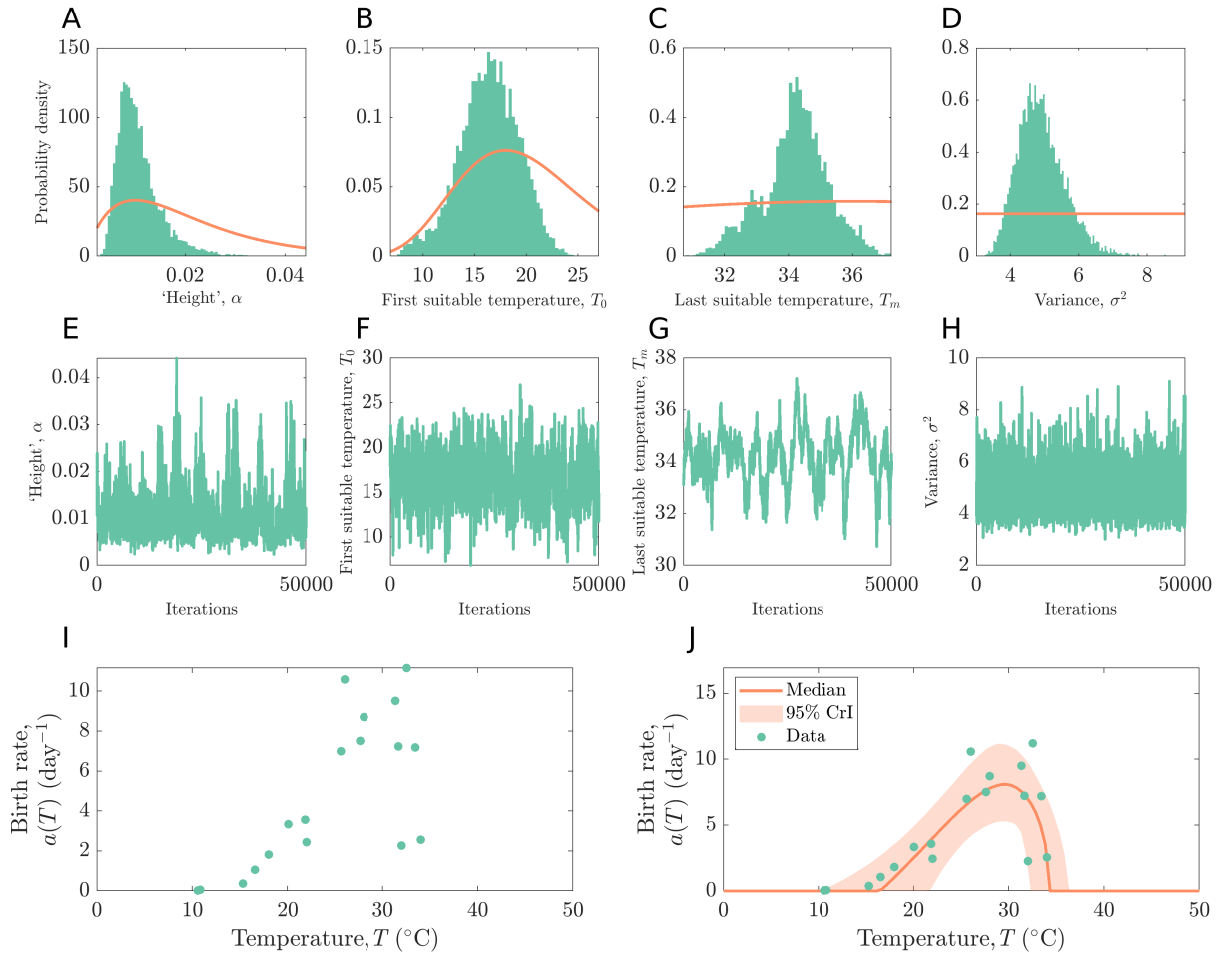 A
B
C
D
150
100
50
0
0.02
0.04
Probability density
'Height', α
0.15
0.1
0.05
0
10
15
20
25
First suitable temperature, T₀
0.6
0.4
0.2
0
32
34
36
Last suitable temperature, Tₘ
0.8
0.6
0.4
0.2
0
4
6
8
Variance, σ²
E
F
G
H
0.04
0.03
0.02
0.01
0
0
50000
'Height', α
Iterations
30
25
20
15
10
0
50000
First suitable temperature, T₀
Iterations
38
36
34
32
30
0
50000
Last suitable temperature, Tₘ
Iterations
10
8
6
4
2
0
50000
Variance, σ²
Iterations
I
J
10
8
6
4
2
0
0
10
20
30
40
50
Birth rate,
a(T) (day⁻¹)
Temperature, T (°C)
15
10
5
0
0
10
20
30
40
50
Birth rate,
a(T) (day⁻¹)
Temperature, T (°C)
Median
95% CrI
Data